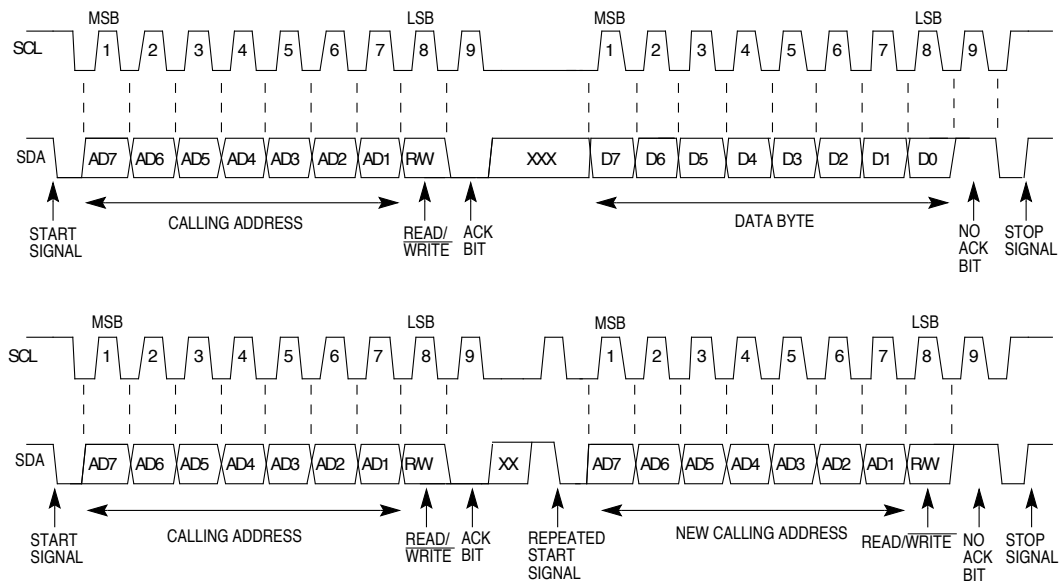 MSB LSB MSB LSB
SCL 1 2 3 4 5 6 7 8 9 1 2 3 4 5 6 7 8 9
SDA AD7 AD6 AD5 AD4 AD3 AD2 AD1 R/W XXX D7 D6 D5 D4 D3 D2 D1 D0
CALLING ADDRESS DATA BYTE
START READ/ ACK NO STOP
SIGNAL WRITE BIT ACK SIGNAL
BIT
MSB LSB MSB LSB
SCL 1 2 3 4 5 6 7 8 9 1 2 3 4 5 6 7 8 9
SDA AD7 AD6 AD5 AD4 AD3 AD2 AD1 R/W XX AD7 AD6 AD5 AD4 AD3 AD2 AD1 R/W
CALLING ADDRESS NEW CALLING ADDRESS
START READ/ ACK REPEATED READ/WRITE NO STOP
SIGNAL WRITE BIT START ACK SIGNAL
SIGNAL BIT